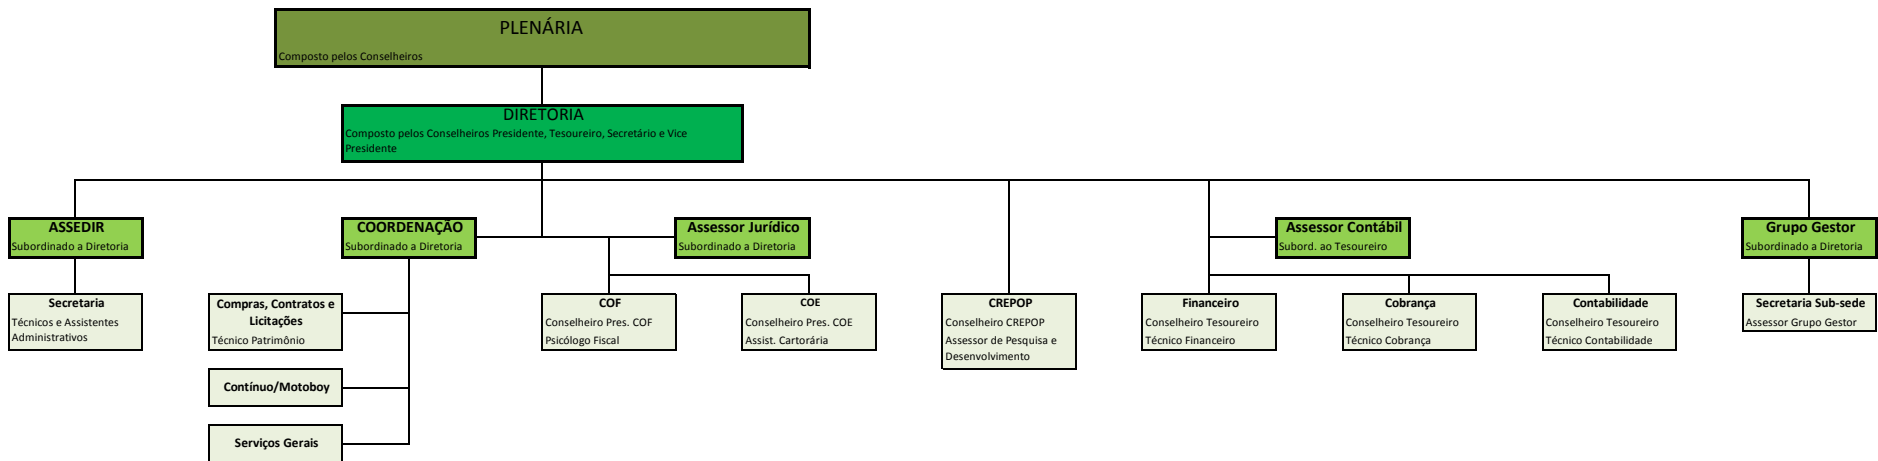 PLENÁRIA
Composto pelos Conselheiros
DIRETORIA
Composto pelos Conselheiros Presidente, Tesoureiro, Secretário e Vice
Presidente
ASSEDIR
Subordinado a Diretoria
COORDENAÇÃO
Subordinado a Diretoria
Assessor Jurídico
Subordinado a Diretoria
Assessor Contábil
Subord. ao Tesoureiro
Grupo Gestor
Subordinado a Diretoria
Secretaria
Técnicos e Assistentes
Administrativos
Compras, Contratos e
Licitações
Técnico Patrimônio
COF
Conselheiro Pres. COF
Psicólogo Fiscal
COE
Conselheiro Pres. COE
Assist. Cartorária
CREPOP
Conselheiro CREPOP
Assessor de Pesquisa e
Desenvolvimento
Financeiro
Conselheiro Tesoureiro
Técnico Financeiro
Cobrança
Conselheiro Tesoureiro
Técnico Cobrança
Contabilidade
Conselheiro Tesoureiro
Técnico Contabilidade
Secretaria Sub-sede
Assessor Grupo Gestor
Contínuo/Motoboy
Serviços Gerais